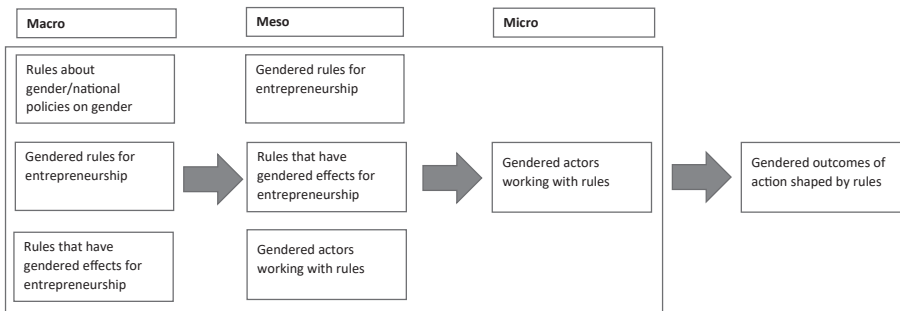 Macro
Meso
Micro
Rules about
gender/national
policies on gender
Gendered rules for
entrepreneurship
Rules that have
gendered effects for
entrepreneurship
Gendered rules for
entrepreneurship
Rules that have
gendered effects for
entrepreneurship
Gendered actors
working with rules
Gendered actors
working with rules
Gendered outcomes of
action shaped by rules